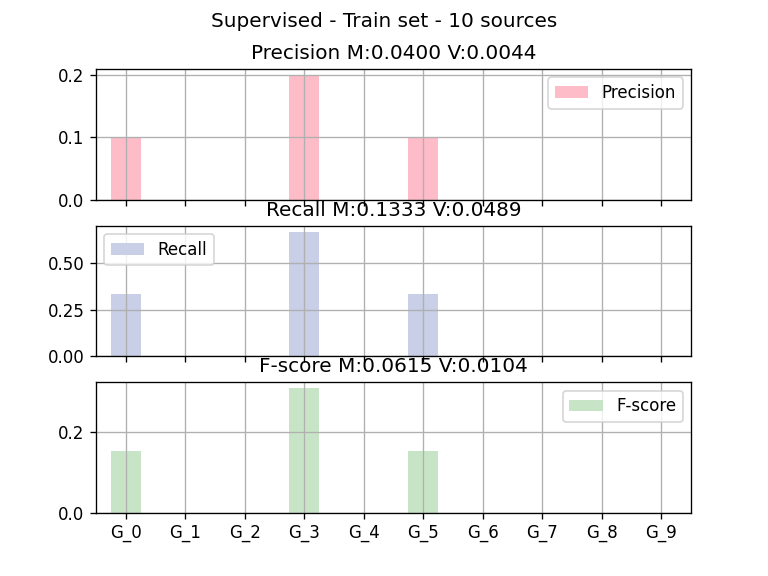 Supervised - Train set - 10 sources
Precision M:0.0400 V:0.0044
0.2
0.1
0.0
Precision
Recall M:0.1333 V:0.0489
0.50
0.25
0.00
Recall
F-score M:0.0615 V:0.0104
0.2
0.0
F-score
G_0 G_1 G_2 G_3 G_4 G_5 G_6 G_7 G_8 G_9